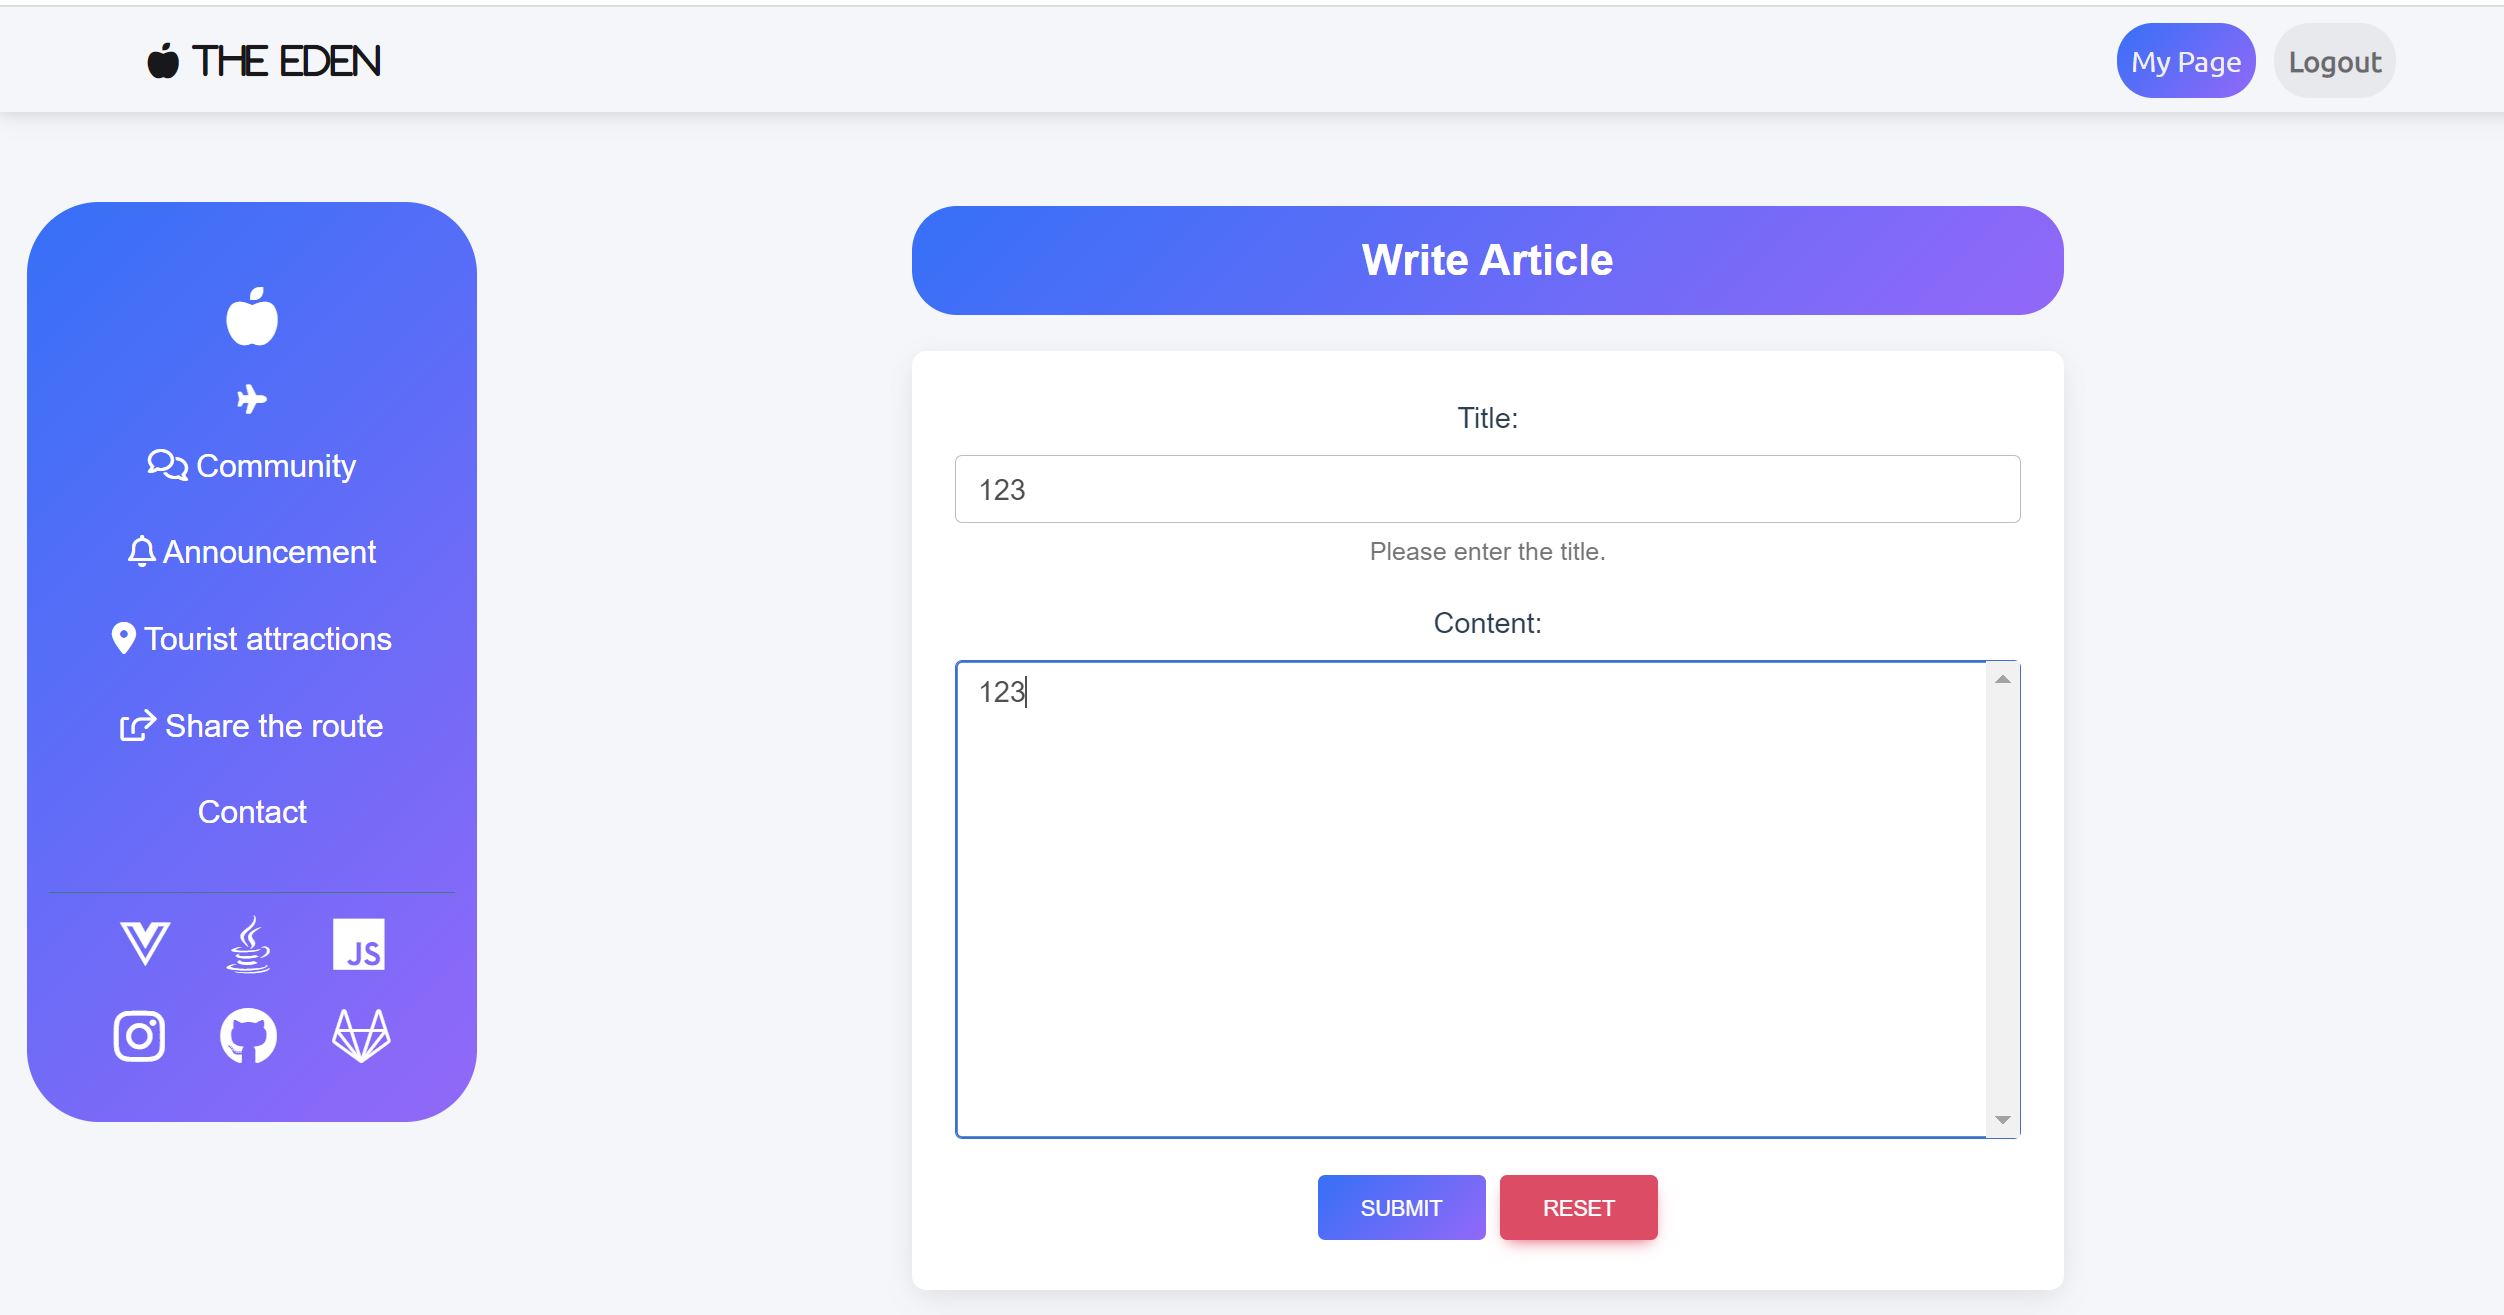 THE EDEN
My Page
Logout
Community
Announcement
Tourist attractions
Share the route
Contact
JS
Write Article
Title:
123
Please enter the title.
Content:
123
SUBMIT
RESET